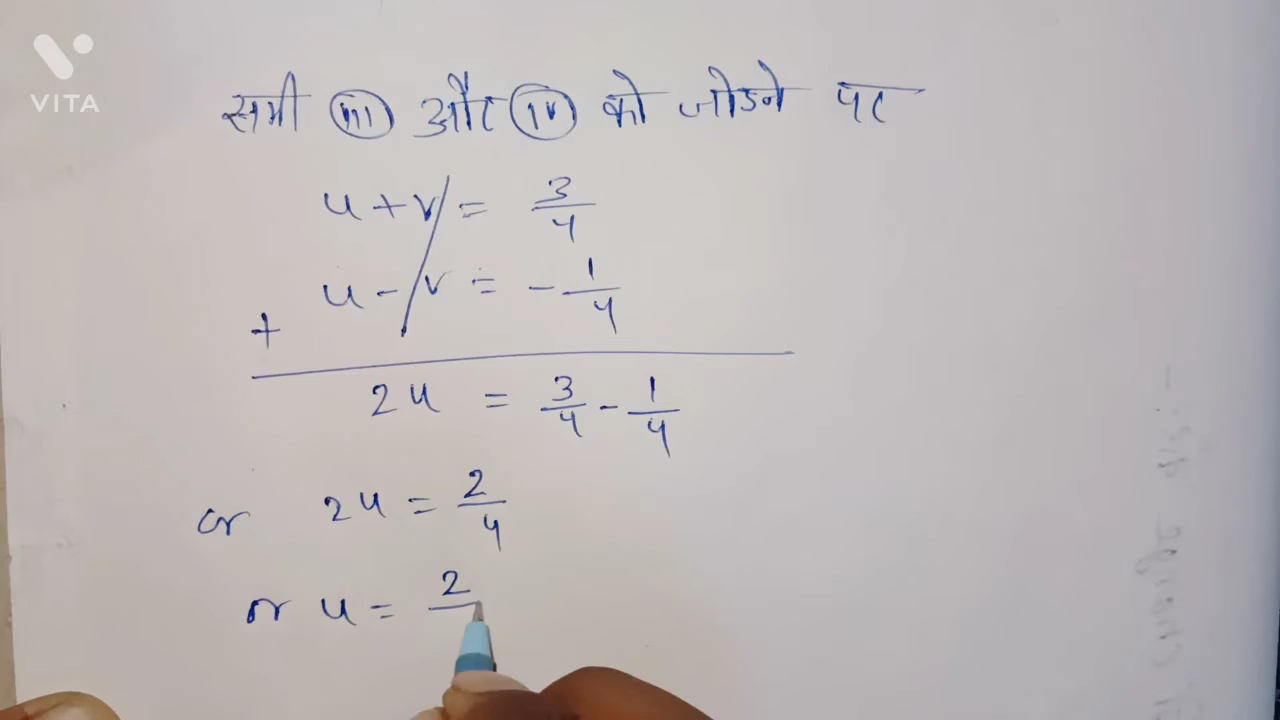 VITA
समी (iii) और (iv) को जोडने पर
u + v = 3/4
u - v = - 1/4
+
2u = 3/4 - 1/4
or 2u = 2/4
or u = 2